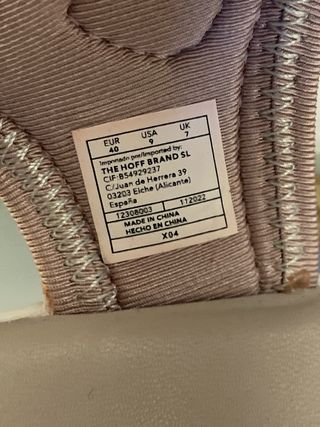 EUR USA UK
40 9 7
Importado por/Imported by:
THE HOFF BRAND SL
CIF:B54929237
C/Juan de Herrera 39
03203 Elche (Alicante)
España
12308003 112022
MADE IN CHINA
HECHO EN CHINA
X04